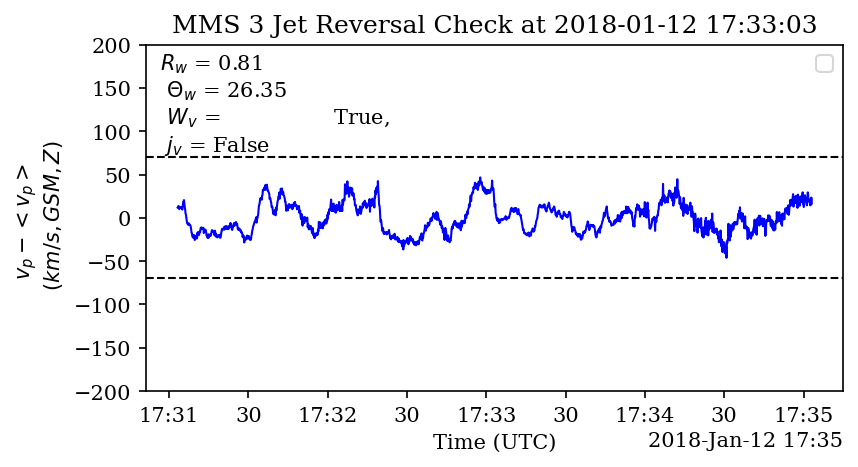 MMS 3 Jet Reversal Check at 2018-01-12 17:33:03
R_w = 0.81
Θ_w = 26.35
W_v = True,
j_v = False
v_p − < v_p >
(km/s, GSM, Z)
200
150
100
50
0
−50
−100
−150
−200
17:31 30 17:32 30 17:33 30 17:34 30 17:35
Time (UTC)
2018-Jan-12 17:35